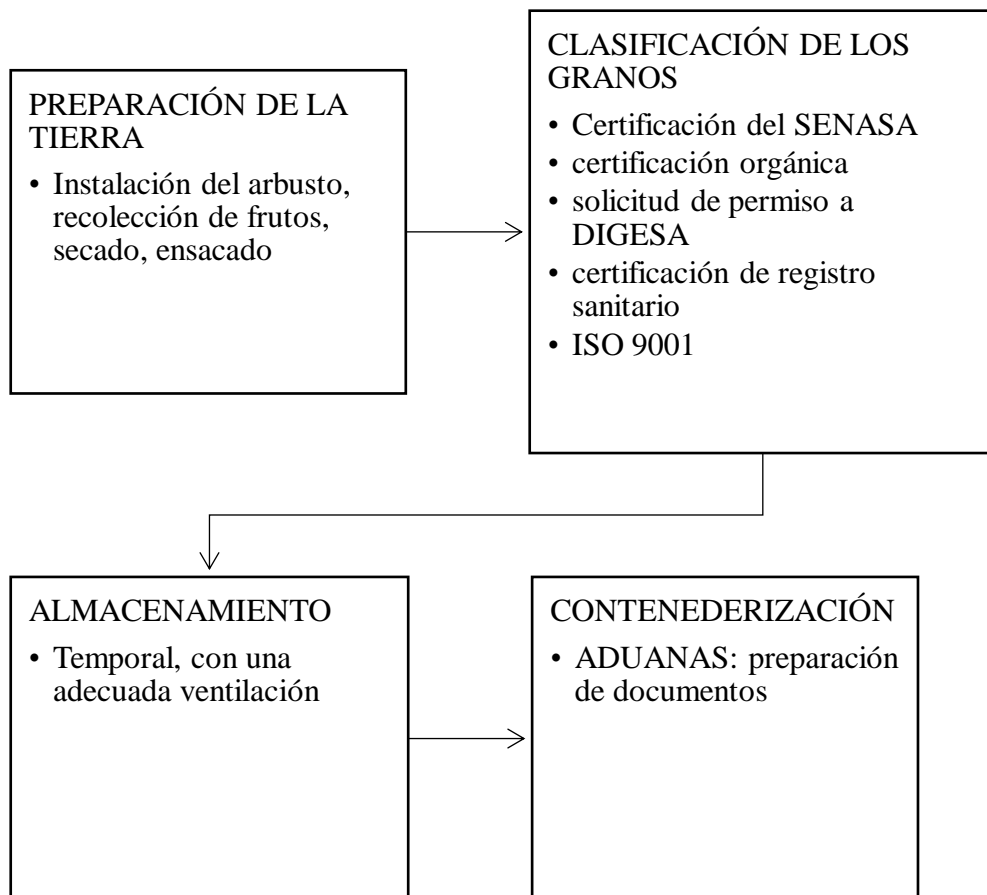 PREPARACIÓN DE LA
TIERRA
• Instalación del arbusto,
recolección de frutos,
secado, ensacado
CLASIFICACIÓN DE LOS
GRANOS
• Certificación del SENASA
• certificación orgánica
• solicitud de permiso a
DIGESA
• certificación de registro
sanitario
• ISO 9001
ALMACENAMIENTO
• Temporal, con una
adecuada ventilación
CONTENEDERIZACIÓN
• ADUANAS: preparación
de documentos